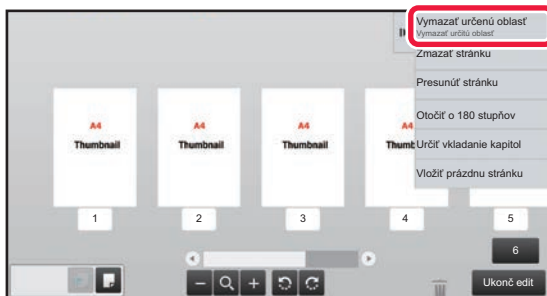 Vymazať určenú oblasť
Vymazať určitú oblasť
Zmazať stránku
Presunúť stránku
Otočiť o 180 stupňov
Určiť vkladanie kapitol
Vložiť prázdnu stránku
A4 A4 A4 A4
Thumbnail Thumbnail Thumbnail Thumb
1 2 3 4 5
6
Ukonč edit